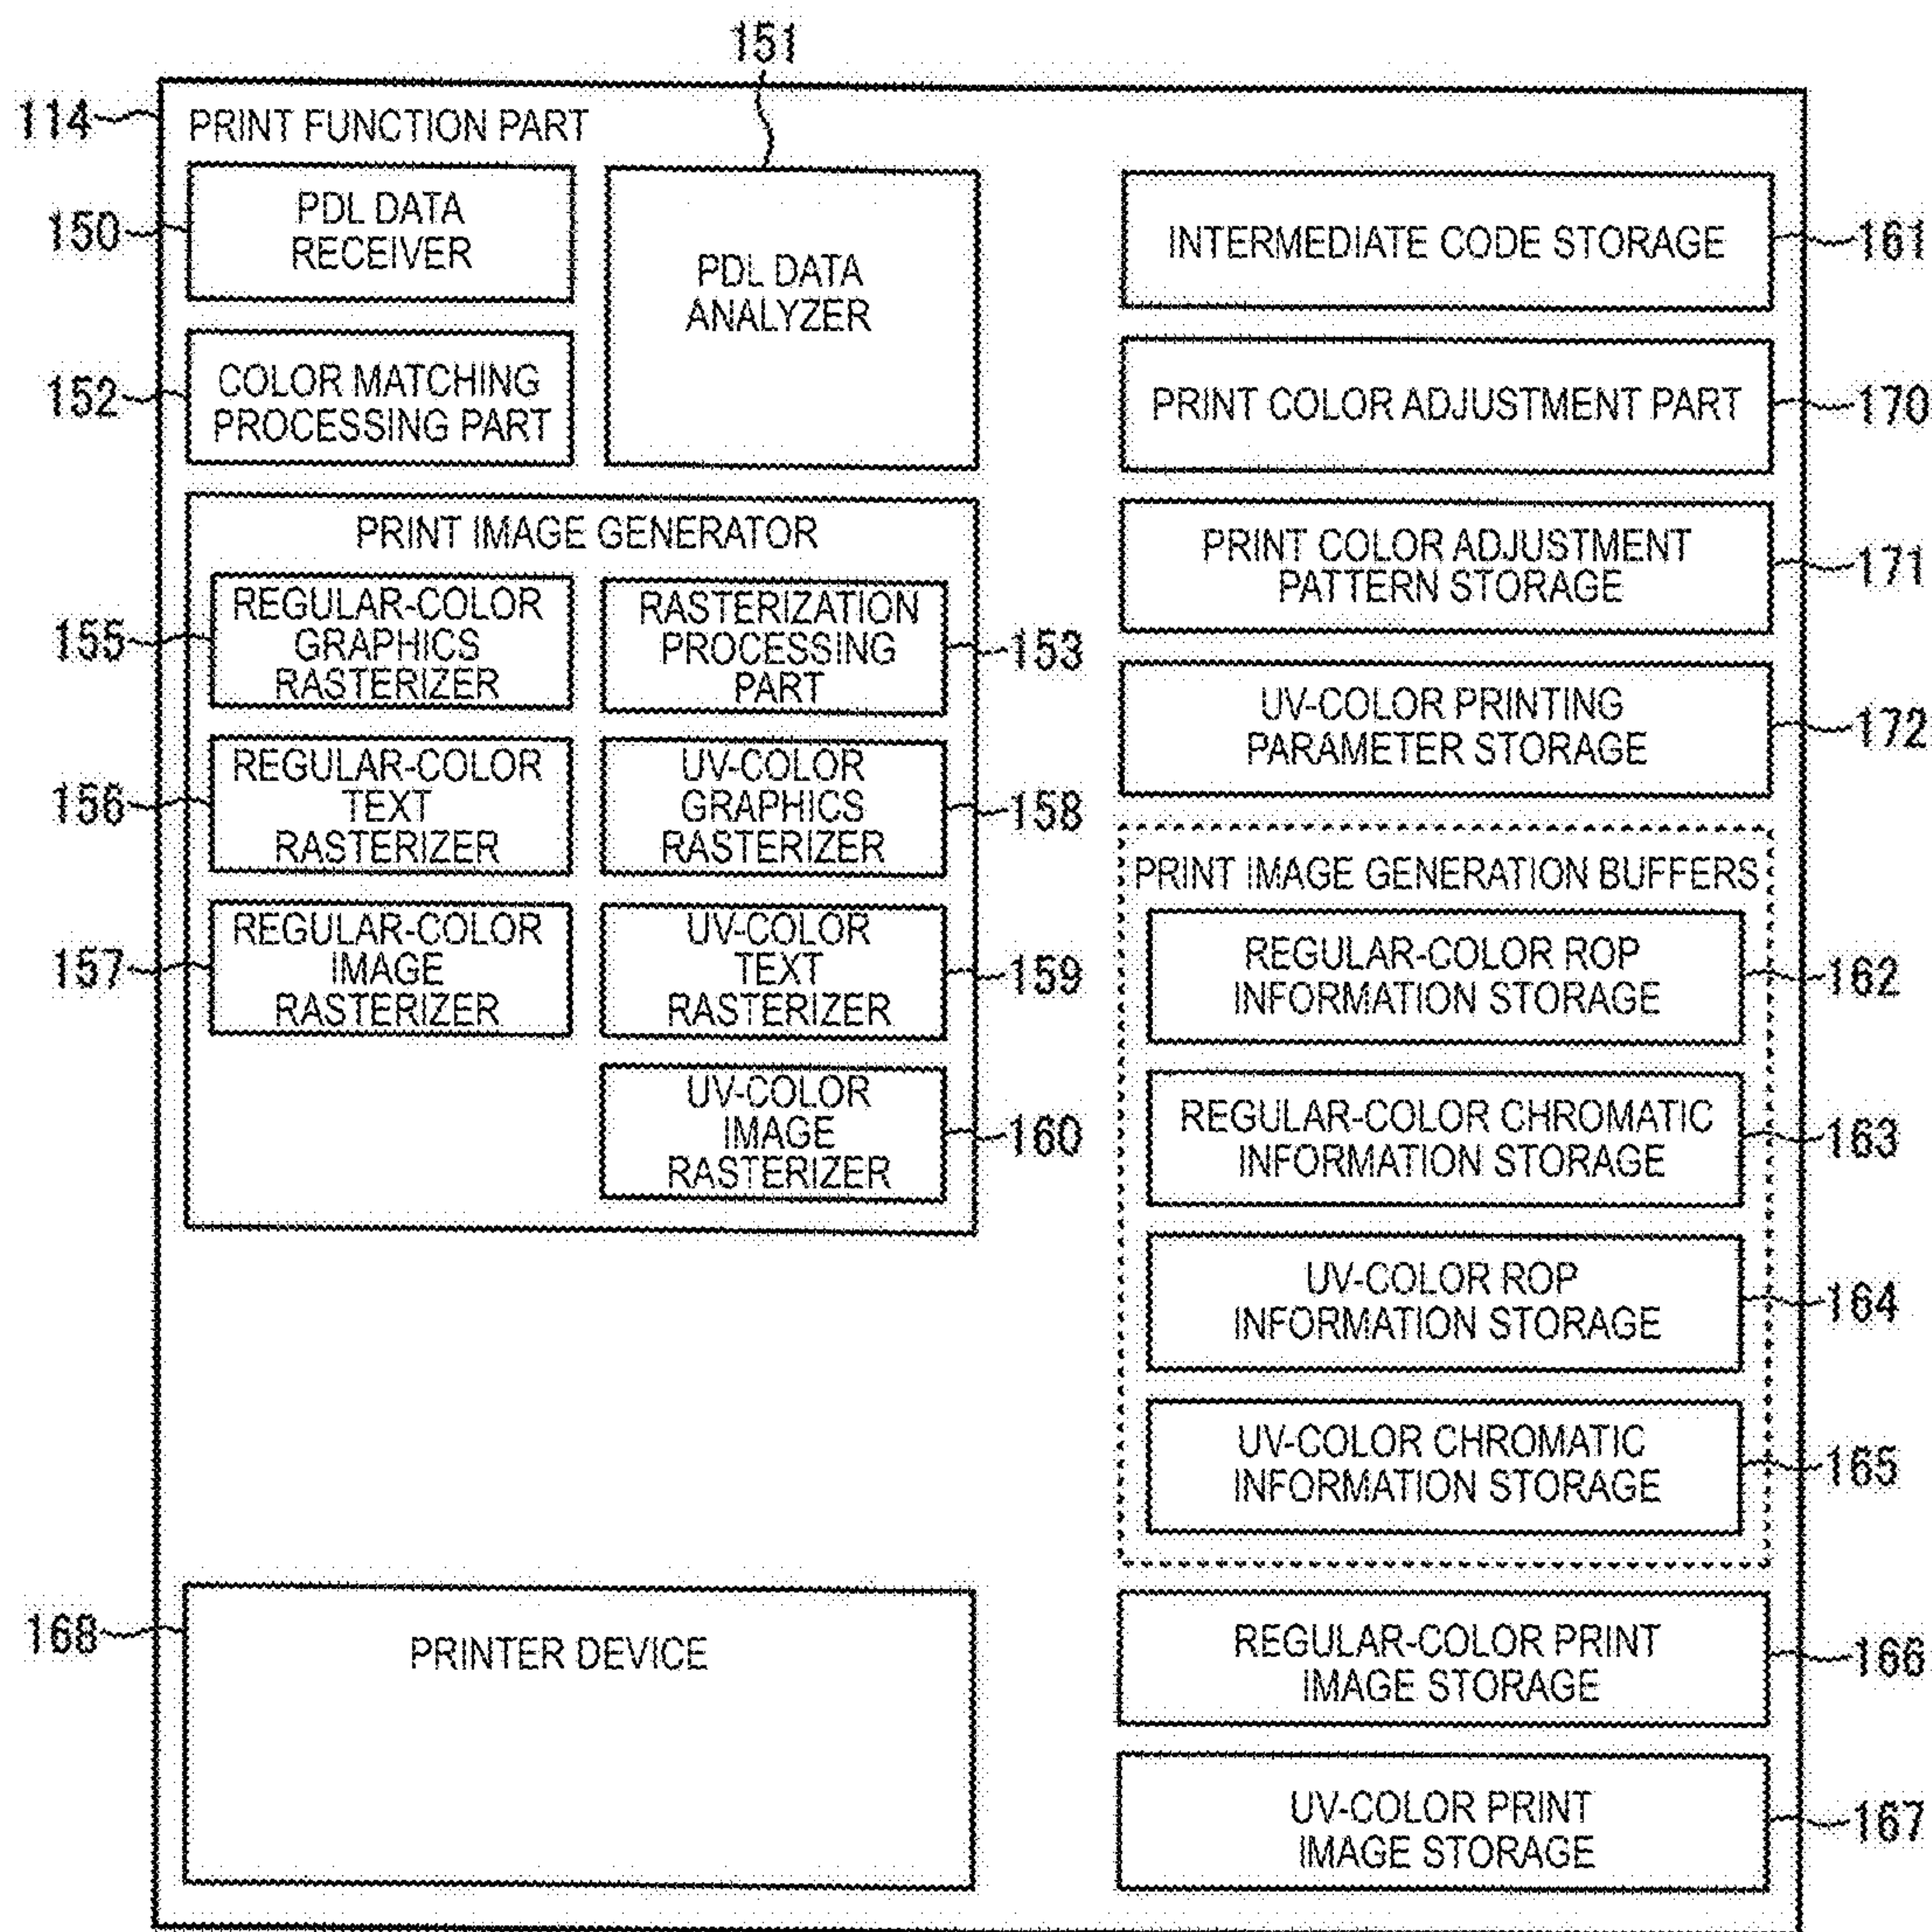 151
114
PRINT FUNCTION PART
150
PDL DATA
RECEIVER
PDL DATA
ANALYZER
152
COLOR MATCHING
PROCESSING PART
PRINT IMAGE GENERATOR
155
REGULAR-COLOR
GRAPHICS
RASTERIZER
RASTERIZATION
PROCESSING
PART
153
156
REGULAR-COLOR
TEXT
RASTERIZER
UV-COLOR
GRAPHICS
RASTERIZER
158
157
REGULAR-COLOR
IMAGE
RASTERIZER
UV-COLOR
TEXT
RASTERIZER
159
UV-COLOR
IMAGE
RASTERIZER
160
168
PRINTER DEVICE
INTERMEDIATE CODE STORAGE
161
PRINT COLOR ADJUSTMENT PART
170
PRINT COLOR ADJUSTMENT
PATTERN STORAGE
171
UV-COLOR PRINTING
PARAMETER STORAGE
172
PRINT IMAGE GENERATION BUFFERS
REGULAR-COLOR ROP
INFORMATION STORAGE
162
REGULAR-COLOR CHROMATIC
INFORMATION STORAGE
163
UV-COLOR ROP
INFORMATION STORAGE
164
UV-COLOR CHROMATIC
INFORMATION STORAGE
165
REGULAR-COLOR PRINT
IMAGE STORAGE
166
UV-COLOR PRINT
IMAGE STORAGE
167